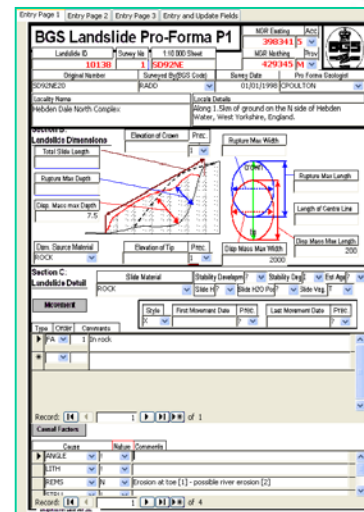 Entry Page 1 Entry Page 2 Entry Page 3 Entry and Update Fields
BGS Landslide Pro-Forma P1
MDR Easting Acc
398341 5
Landslide ID Survey No 1:10 000 Sheet
MDR Northing Prov
10138 1 SD92NE
429345 M
Original Number Surveyed By(BGS Code) Survey Date Pro Forma Geologist
SD92NE20 RADD 01/01/1998 CPOULTON
Locality Name Locale Details
Hebden Dale North Complex
Along 1.5km of ground on the N side of Hebden
Water, West Yorkshire, England.
Section B:
Landslide Dimensions
Elevation of Crown Prec.
Rupture Max Width
Total Slide Length
1
crown
Rupture Max Depth
Rupture Max Length
Disp. Mass max Depth
7.5
Length of Centre Line
tip
Dom. Source Material Elevation of Tip Prec.
Disp Mass Max Width
Disp Mass Max Length
200
ROCK 1
2000
Section C:
Landslide Detail
Slide Material
ROCK
Stability Developm ? Stability Deg Est Age ?
Slide H ? Slide H2O Po ? Slide Veg. T
Movement
Style First Movement Date Prec. Last Movement Date Prec.
X ? ?
Type Order Comments
FA 1 In rock
Record: 1 of 1
Causal Factors
Cause Nature Comments
ANGLE ?
LITH ?
REMS N Erosion at toe [1] - possible river erosion [2]
Record: 1 of 4